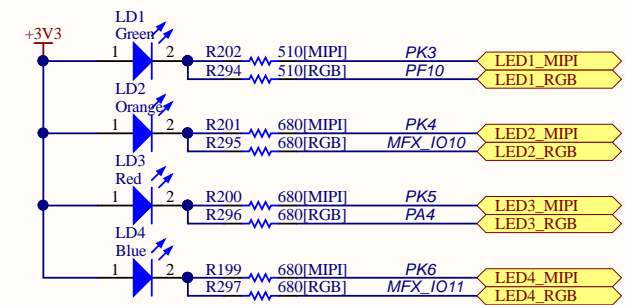 LD1
+3V3
Green
1 2 R202 510[MIPI] PK3 LED1_MIPI
R294 510[RGB] PF10 LED1_RGB
LD2
Orange
1 2 R201 680[MIPI] PK4 LED2_MIPI
R295 680[RGB] MFX_IO10 LED2_RGB
LD3
Red
1 2 R200 680[MIPI] PK5 LED3_MIPI
R296 680[RGB] PA4 LED3_RGB
LD4
Blue
1 2 R199 680[MIPI] PK6 LED4_MIPI
R297 680[RGB] MFX_IO11 LED4_RGB